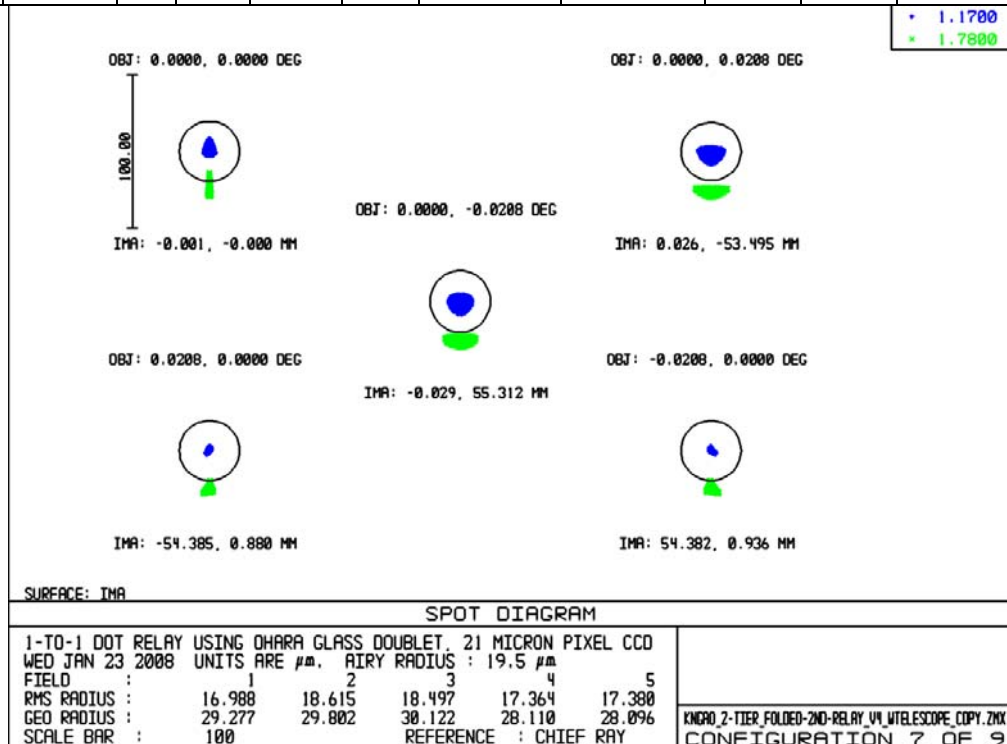 1.1700
1.7800
OBJ: 0.0000, 0.0000 DEG
OBJ: 0.0000, 0.0208 DEG
100.00
OBJ: 0.0000, -0.0208 DEG
IMA: -0.001, -0.000 MM
IMA: 0.026, -53.495 MM
OBJ: 0.0208, 0.0000 DEG
OBJ: -0.0208, 0.0000 DEG
IMA: -0.029, 55.312 MM
IMA: -54.385, 0.880 MM
IMA: 54.382, 0.936 MM
SURFACE: IMA
SPOT DIAGRAM
1-TO-1 DOT RELAY USING OHARA GLASS DOUBLET, 21 MICRON PIXEL CCD
WED JAN 23 2008 UNITS ARE µm. AIRY RADIUS : 19.5 µm
FIELD : 1 2 3 4 5
RMS RADIUS : 16.988 18.615 18.497 17.364 17.380
GEO RADIUS : 29.277 29.802 30.122 28.110 28.096
SCALE BAR : 100 REFERENCE : CHIEF RAY
KNGAO_2-TIER_FOLDED-2ND-RELAY_V4_WTELESCOPE_COPY.ZMX
CONFIGURATION 7 OF 9